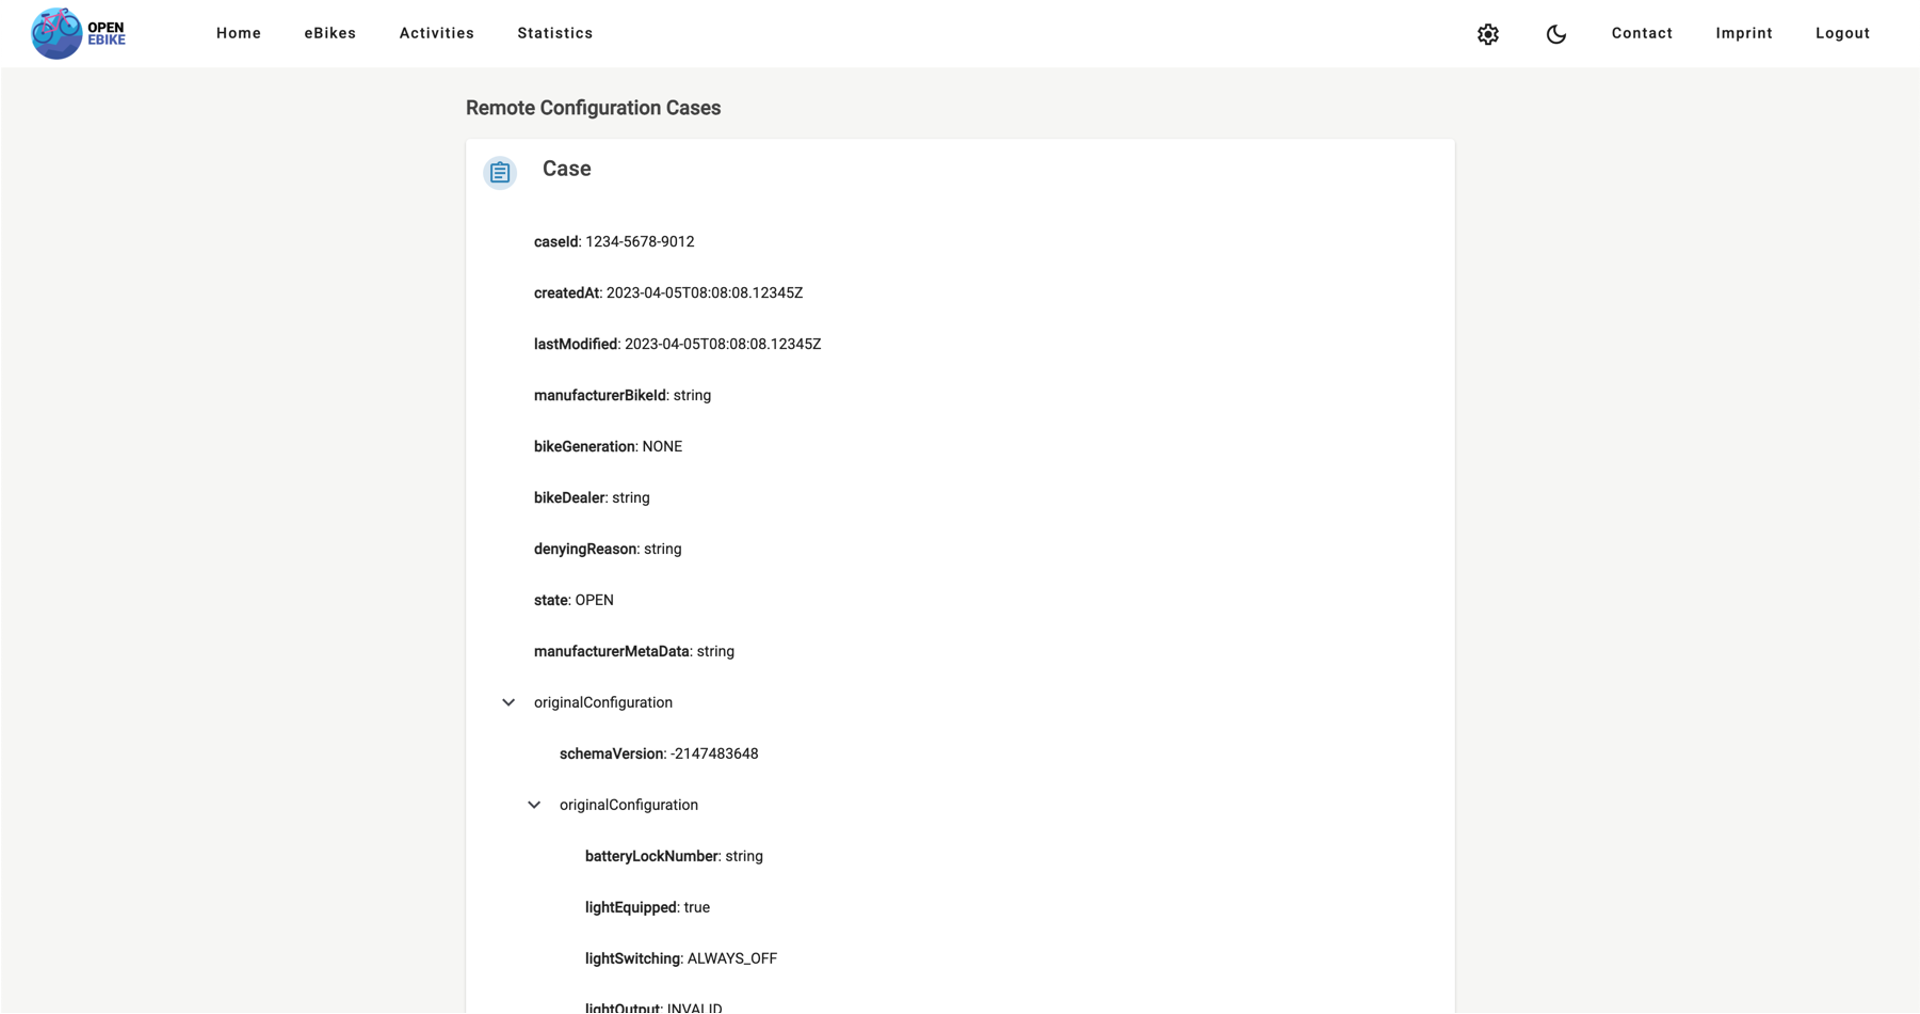 OPEN
EBIKE
Home eBikes Activities Statistics Contact Imprint Logout
Remote Configuration Cases
Case
caseId: 1234-5678-9012
createdAt: 2023-04-05T08:08:08.12345Z
lastModified: 2023-04-05T08:08:08.12345Z
manufacturerBikeId: string
bikeGeneration: NONE
bikeDealer: string
denyingReason: string
state: OPEN
manufacturerMetaData: string
originalConfiguration
schemaVersion: -2147483648
originalConfiguration
batteryLockNumber: string
lightEquipped: true
lightSwitching: ALWAYS_OFF
lightOutput: INVALID